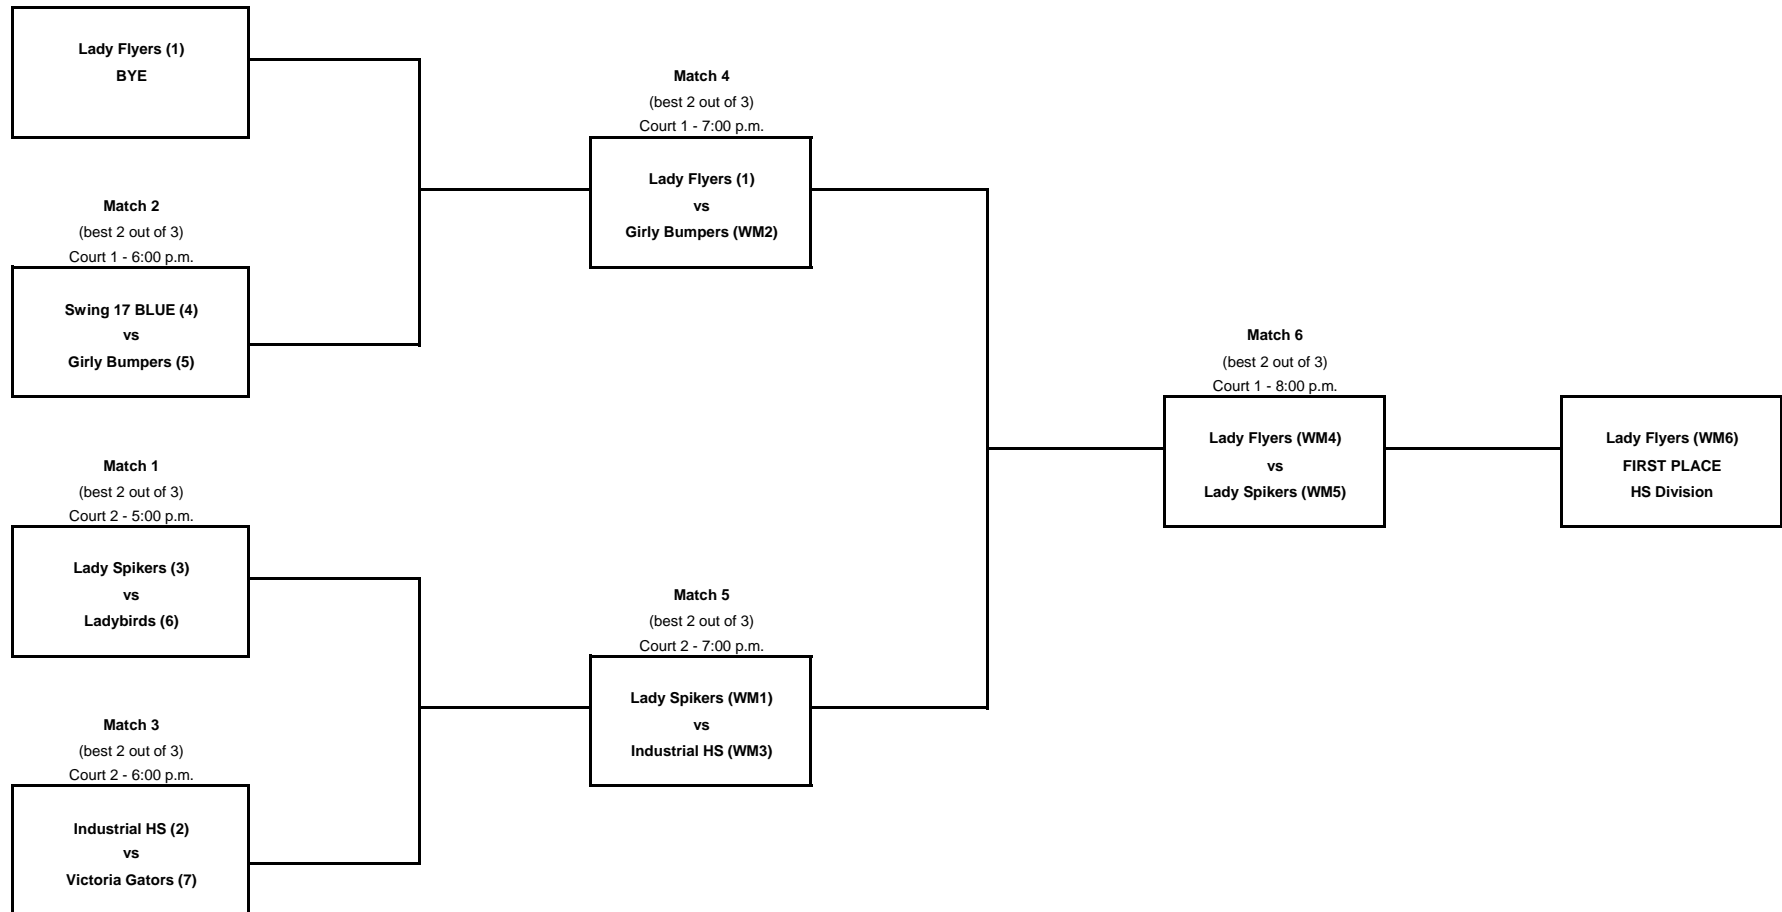 Lady Flyers (1)
BYE
Match 2
(best 2 out of 3)
Court 1 - 6:00 p.m.
Swing 17 BLUE (4)
vs
Girly Bumpers (5)
Match 1
(best 2 out of 3)
Court 2 - 5:00 p.m.
Lady Spikers (3)
vs
Ladybirds (6)
Match 3
(best 2 out of 3)
Court 2 - 6:00 p.m.
Industrial HS (2)
vs
Victoria Gators (7)
Match 4
(best 2 out of 3)
Court 1 - 7:00 p.m.
Lady Flyers (1)
vs
Girly Bumpers (WM2)
Match 5
(best 2 out of 3)
Court 2 - 7:00 p.m.
Lady Spikers (WM1)
vs
Industrial HS (WM3)
Match 6
(best 2 out of 3)
Court 1 - 8:00 p.m.
Lady Flyers (WM4)
vs
Lady Spikers (WM5)
Lady Flyers (WM6)
FIRST PLACE
HS Division